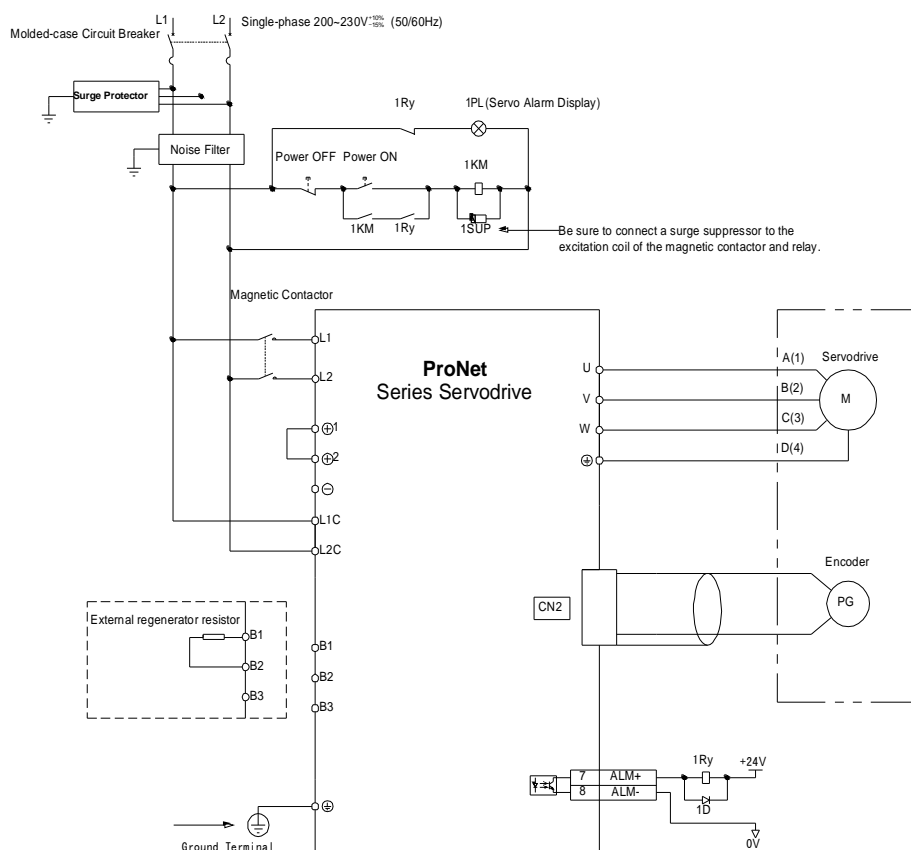 L1 L2 Single-phase 200~230V +10% -15% (50/60Hz)
Molded-case Circuit Breaker
Surge Protector
1Ry 1PL(Servo Alarm Display)
Noise Filter
Power OFF Power ON 1KM
1KM 1Ry 1SUP
Be sure to connect a surge suppressor to the
excitation coil of the magnetic contactor and relay.
Magnetic Contactor
L1
L2
1
2
L1C
L2C
ProNet
Series Servodrive
U
V
W
A(1)
B(2)
C(3)
D(4)
Servodrive
M
Encoder
PG
CN2
External regenerator resistor
B1
B2
B3
B1
B2
B3
7 ALM+
8 ALM-
1Ry
+24V
1D
0V
Ground Terminal